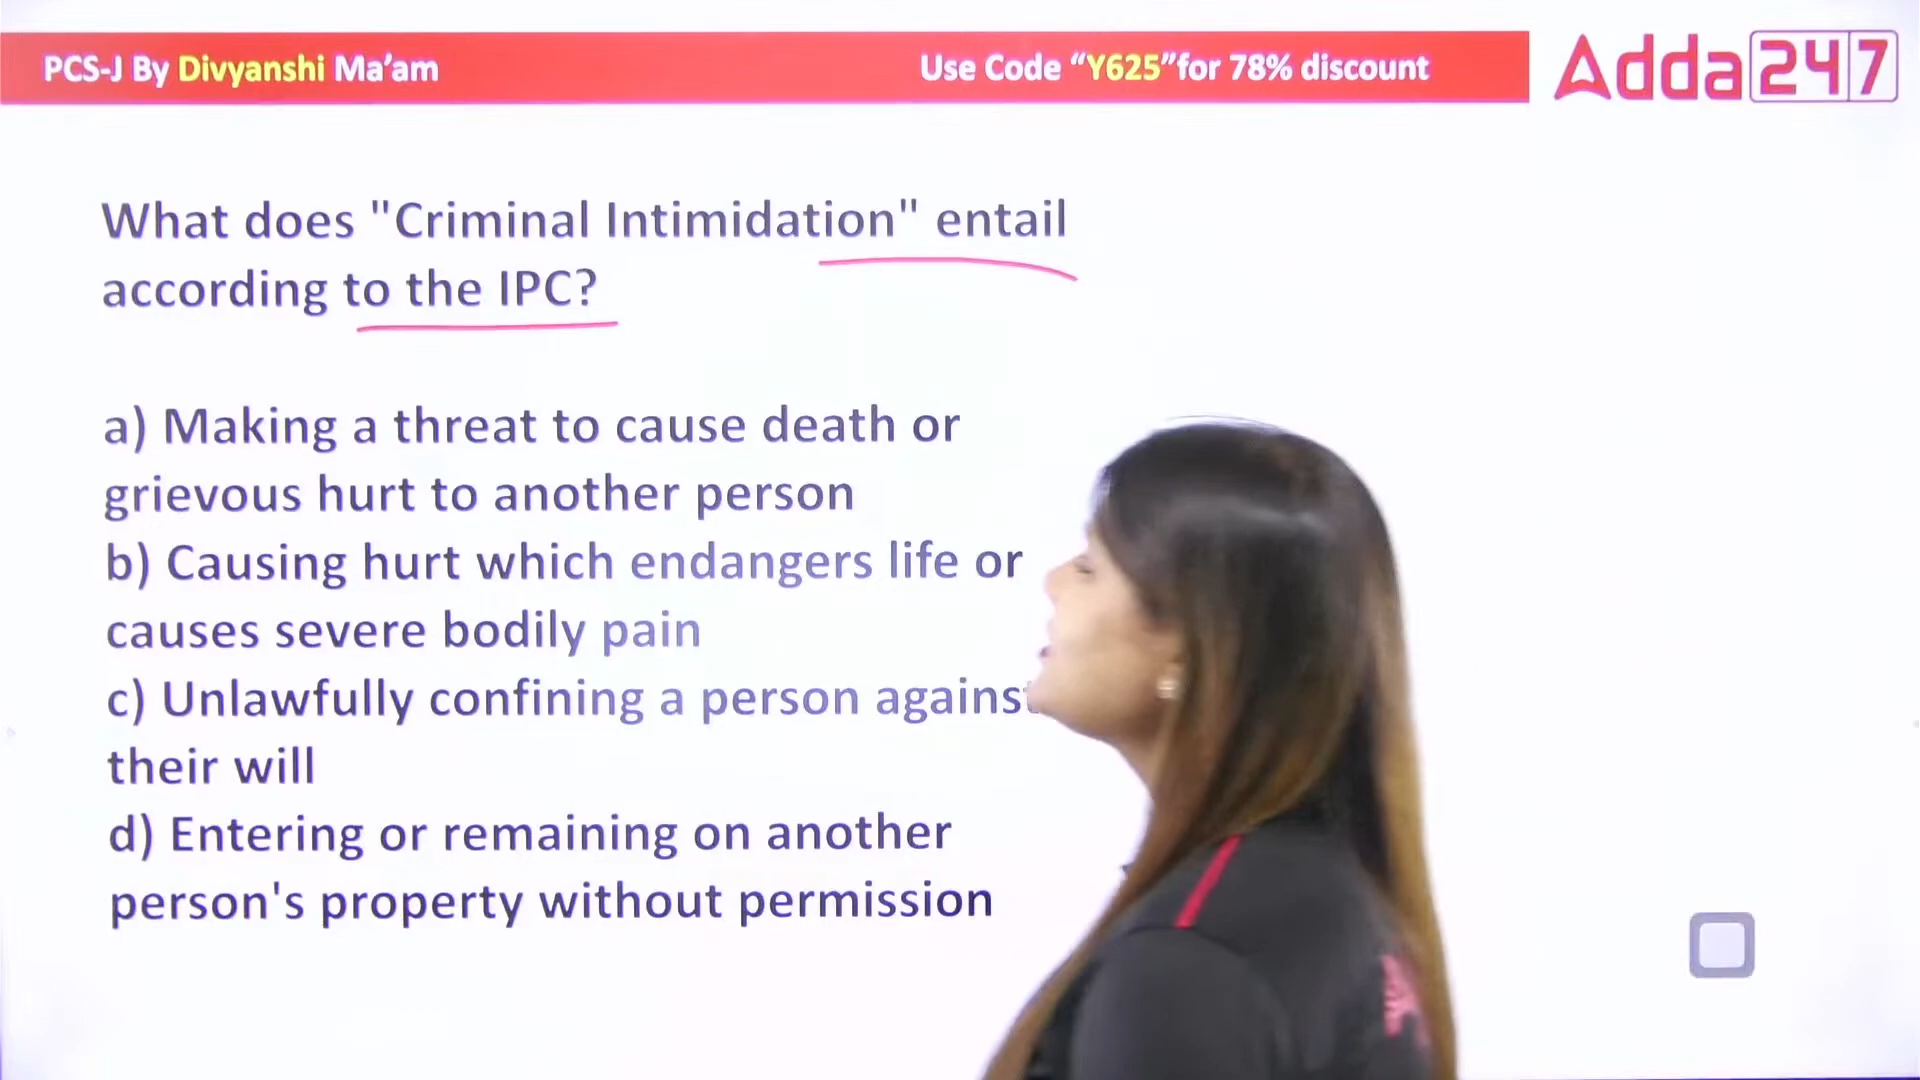 PCS-J By Divyanshi Ma’am
Use Code “Y625”for 78% discount
Adda247
What does "Criminal Intimidation" entail
according to the IPC?
a) Making a threat to cause death or
grievous hurt to another person
b) Causing hurt which endangers life or
causes severe bodily pain
c) Unlawfully confining a person against
their will
d) Entering or remaining on another
person's property without permission